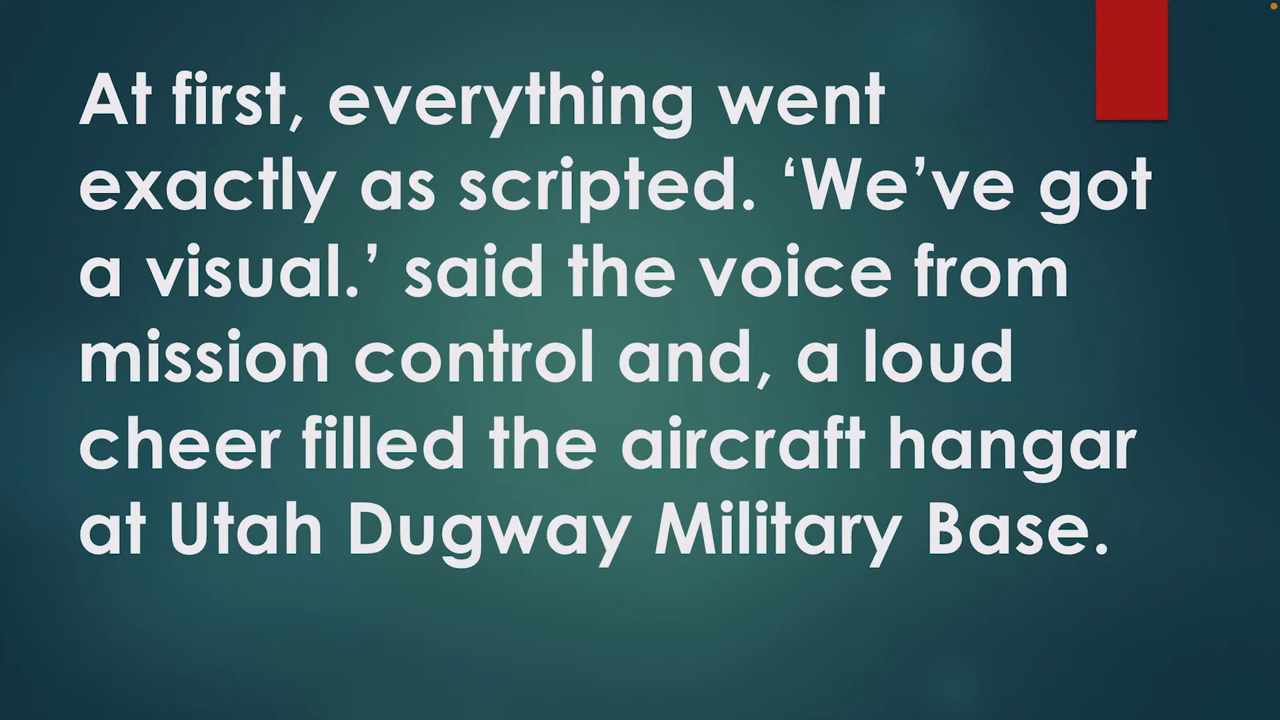 At first, everything went
exactly as scripted. ‘We’ve got
a visual.’ said the voice from
mission control and, a loud
cheer filled the aircraft hangar
at Utah Dugway Military Base.